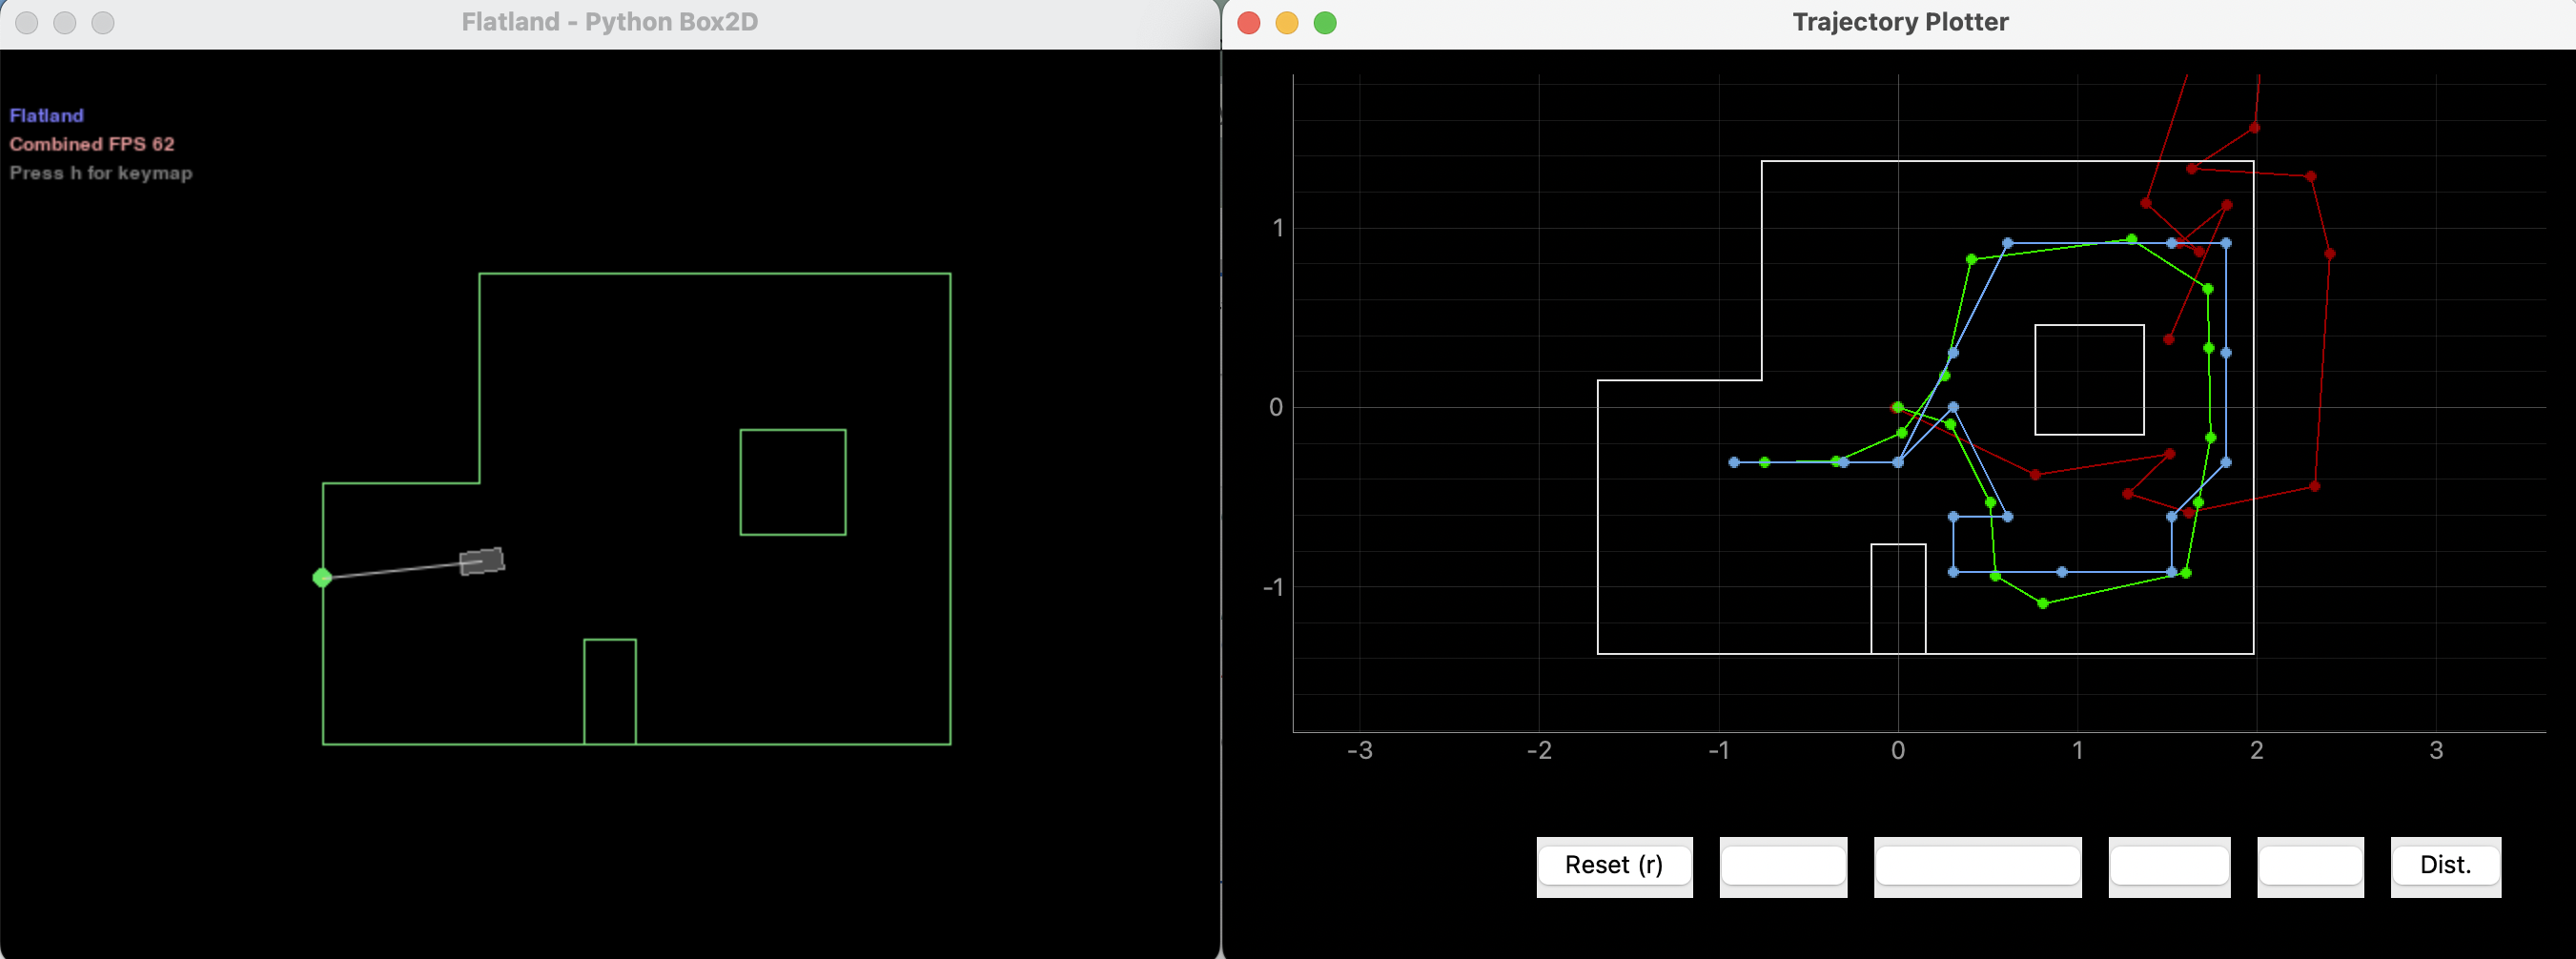 Flatland - Python Box2D
Flatland
Combined FPS 62
Press h for keymap
Trajectory Plotter
1
0
-1
-3 -2 -1 0 1 2 3
Reset (r) Dist.